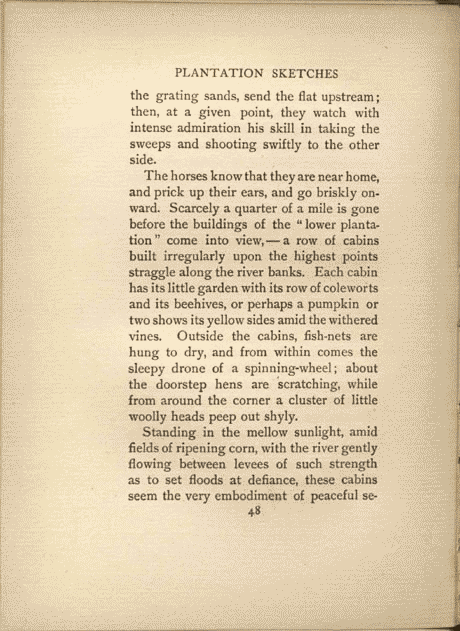 PLANTATION SKETCHES
the grating sands, send the flat upstream;
then, at a given point, they watch with
intense admiration his skill in taking the
sweeps and shooting swiftly to the other
side.
The horses know that they are near home,
and prick up their ears, and go briskly on-
ward. Scarcely a quarter of a mile is gone
before the buildings of the “lower planta-
tion” come into view,—a row of cabins
built irregularly upon the highest points
straggle along the river banks. Each cabin
has its little garden with its row of coleworts
and its beehives, or perhaps a pumpkin or
two shows its yellow sides amid the withered
vines. Outside the cabins, fish-nets are
hung to dry, and from within comes the
sleepy drone of a spinning-wheel; about
the doorstep hens are scratching, while
from around the corner a cluster of little
woolly heads peep out shyly.
Standing in the mellow sunlight, amid
fields of ripening corn, with the river gently
flowing between levees of such strength
as to set floods at defiance, these cabins
seem the very embodiment of peaceful se-
48